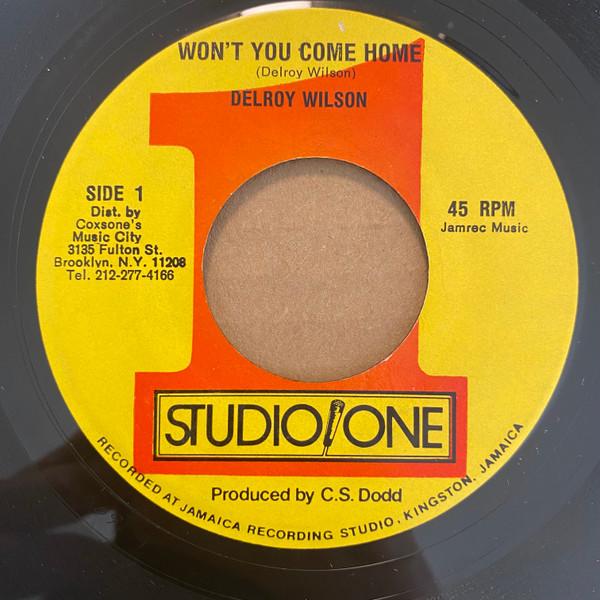 WON'T YOU COME HOME
(Delroy Wilson)
DELROY WILSON
SIDE 1
Dist. by
Coxsone's
Music City
3135 Fulton St.
Brooklyn, N.Y. 11208
Tel. 212-277-4166
45 RPM
Jamrec Music
1
STUDIO ONE
Produced by C.S. Dodd
RECORDED AT JAMAICA RECORDING STUDIO, KINGSTON, JAMAICA